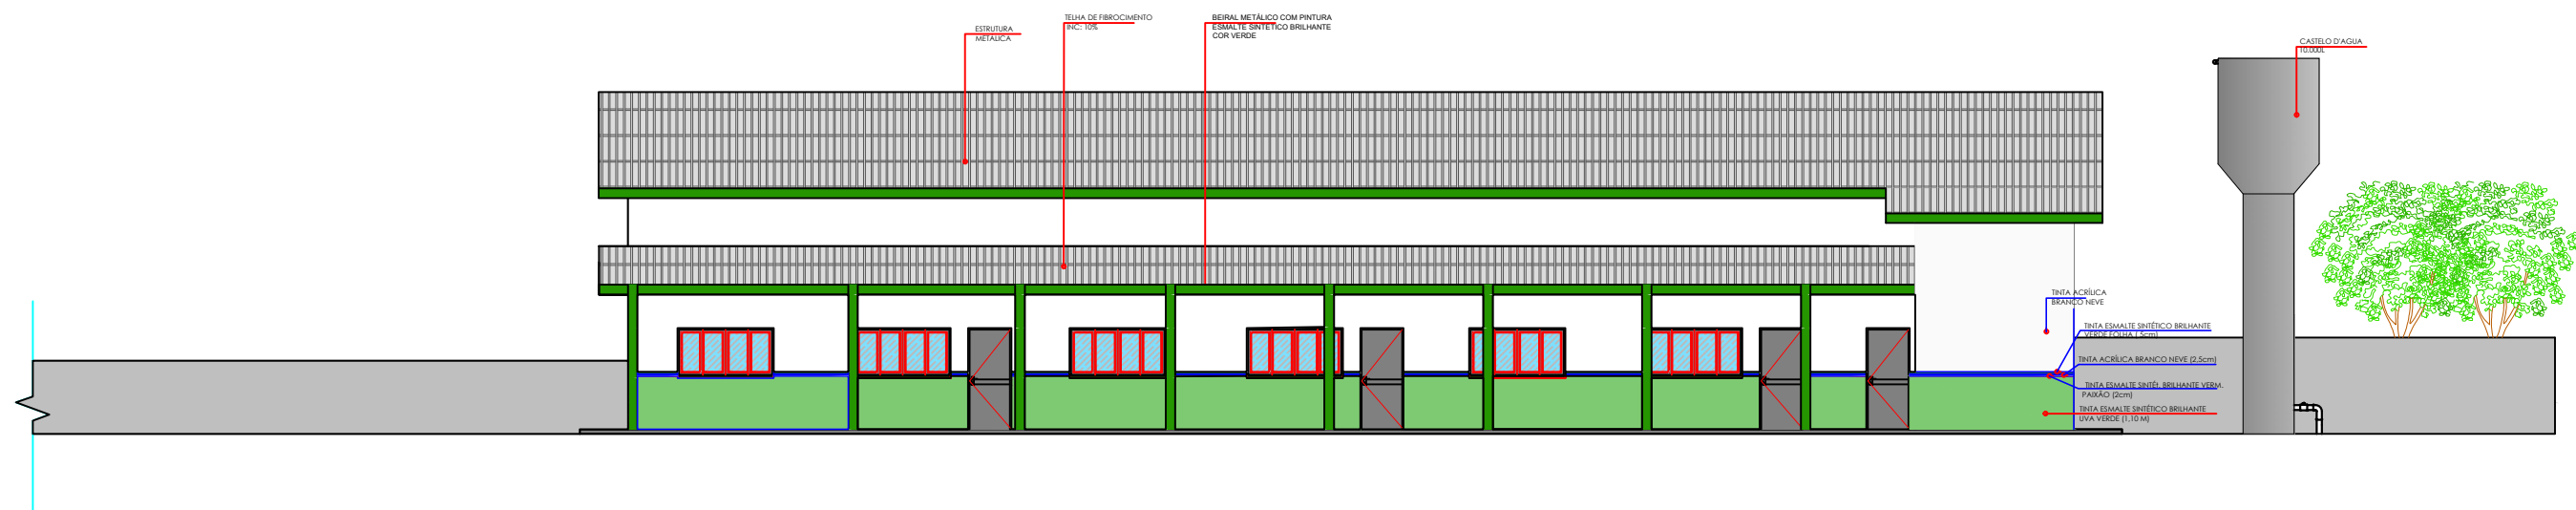 ESTRUTURA
METÁLICA
TELHA DE FIBROCIMENTO
INC: 10%
BEIRAL METÁLICO COM PINTURA
ESMALTE SINTÉTICO BRILHANTE
COR VERDE
CASTELO D'AGUA
10.000L
TINTA ACRÍLICA
BRANCO NEVE
TINTA ESMALTE SINTÉTICO BRILHANTE
VERDE FOLHA (.5cm)
TINTA ACRÍLICA BRANCO NEVE (2.5cm)
TINTA ESMALTE SINTÉt. BRILHANTE VERM.
PAIXÃO (2cm)
TINTA ESMALTE SINTÉTICO BRILHANTE
UVA VERDE (1,10 M)